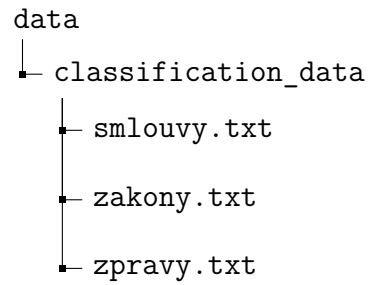 data
classification_data
smlouvy.txt
zakony.txt
zpravy.txt